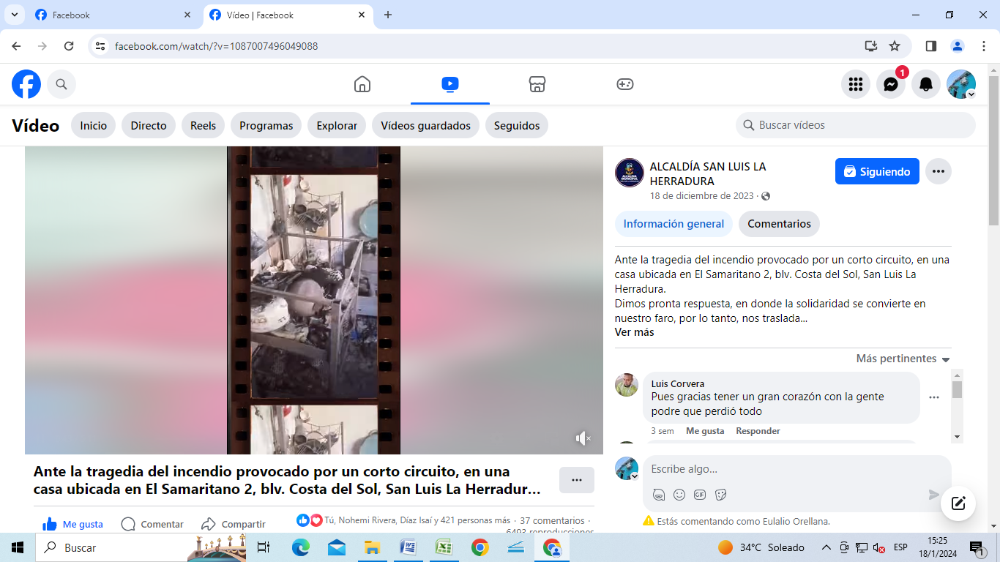 Facebook
Vídeo | Facebook
facebook.com/watch/?v=1087007496049088
1
Vídeo
Inicio
Directo
Reels
Programas
Explorar
Vídeos guardados
Seguidos
Buscar vídeos
ALCALDÍA SAN LUIS LA
HERRADURA
18 de diciembre de 2023 ·
Siguiendo
Información general
Comentarios
Ante la tragedia del incendio provocado por un corto circuito, en una
casa ubicada en El Samaritano 2, blv. Costa del Sol, San Luis La
Herradura.
Dimos pronta respuesta, en donde la solidaridad se convierte en
nuestro faro, por lo tanto, nos traslada...
Ver más
Más pertinentes
Luis Corvera
Pues gracias tener un gran corazón con la gente
podre que perdió todo
3 sem Me gusta Responder
Escribe algo...
GIF
Estás comentando como Eulalio Orellana.
Ante la tragedia del incendio provocado por un corto circuito, en una
casa ubicada en El Samaritano 2, blv. Costa del Sol, San Luis La Herradur...
Me gusta
Comentar
Compartir
Tú, Nohemi Rivera, Díaz Isaí y 421 personas más · 37 comentarios ·
6493 reproducciones
Buscar
34°C Soleado
ESP
15:25
18/1/2024
1